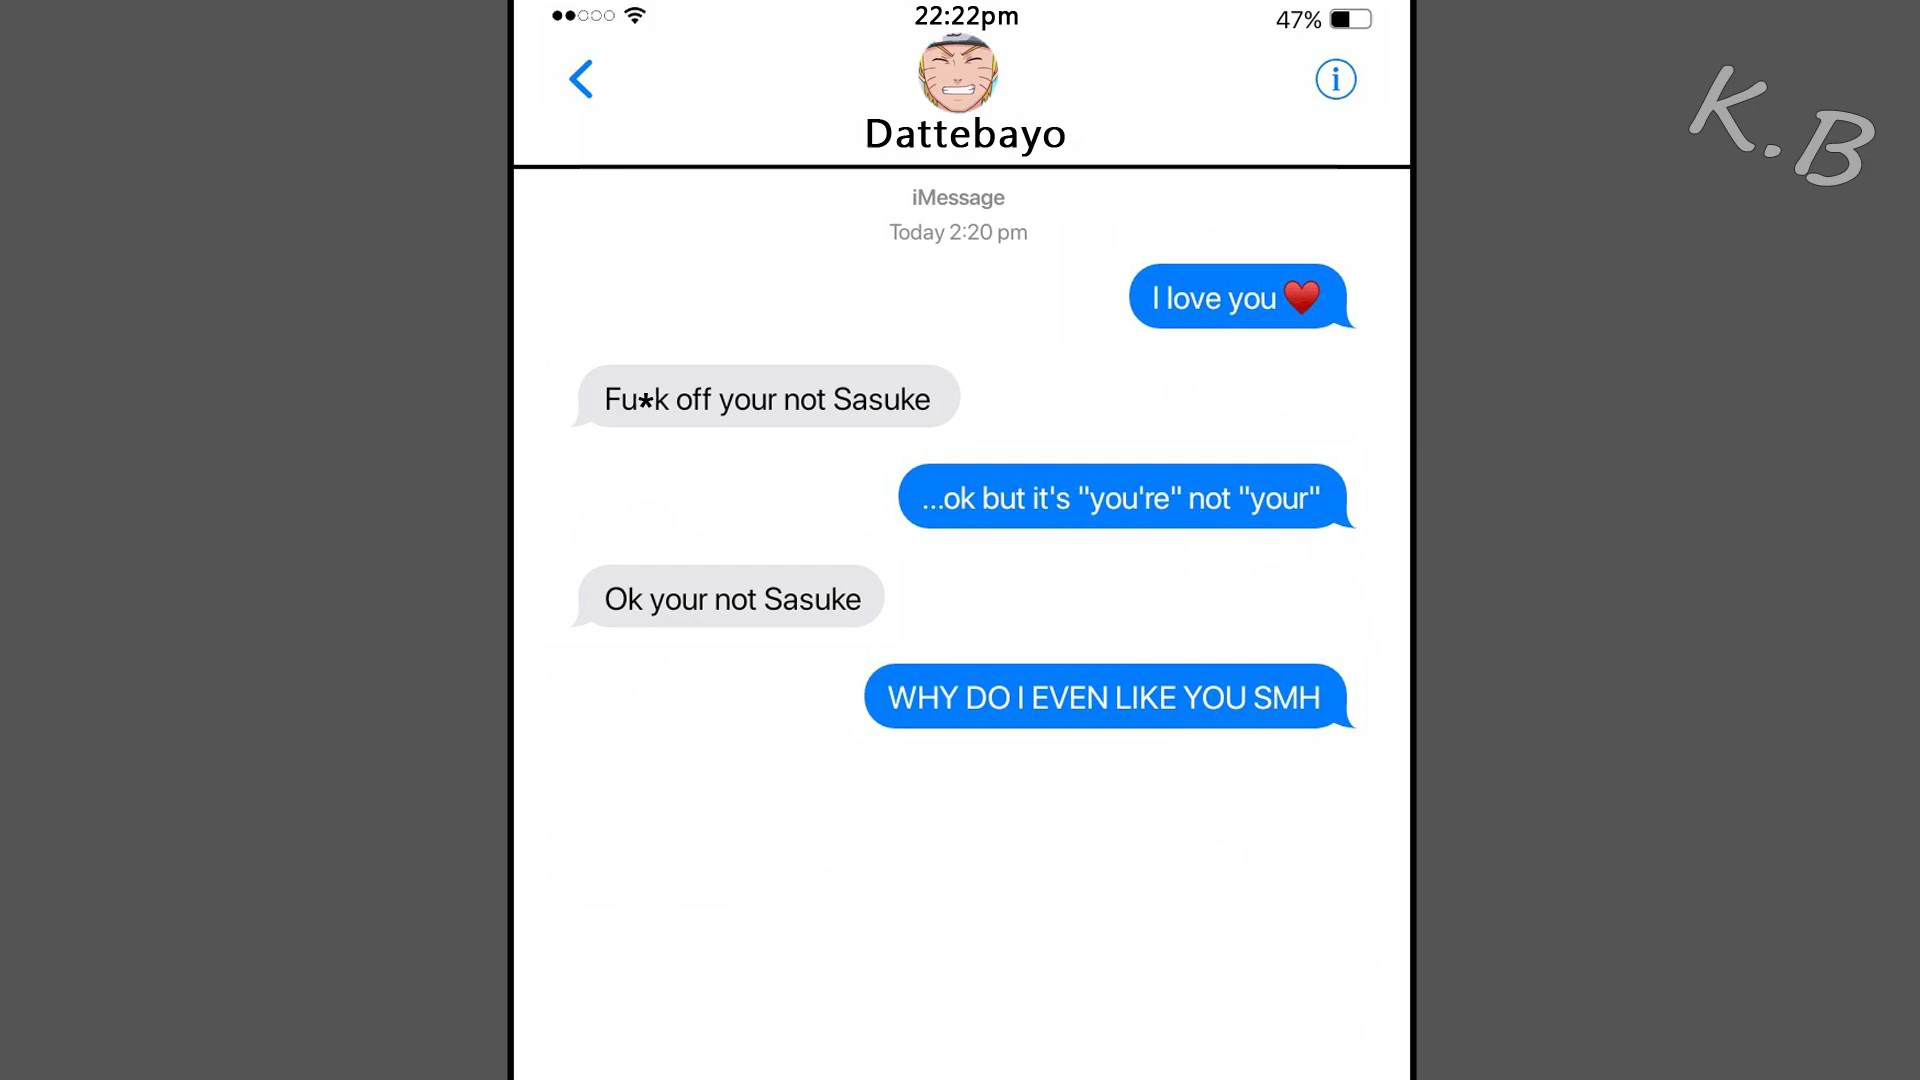 22:22pm
47%
Dattebayo
K.B
iMessage
Today 2:20 pm
I love you ♥
Fu*k off your not Sasuke
...ok but it's "you're" not "your"
Ok your not Sasuke
WHY DO I EVEN LIKE YOU SMH